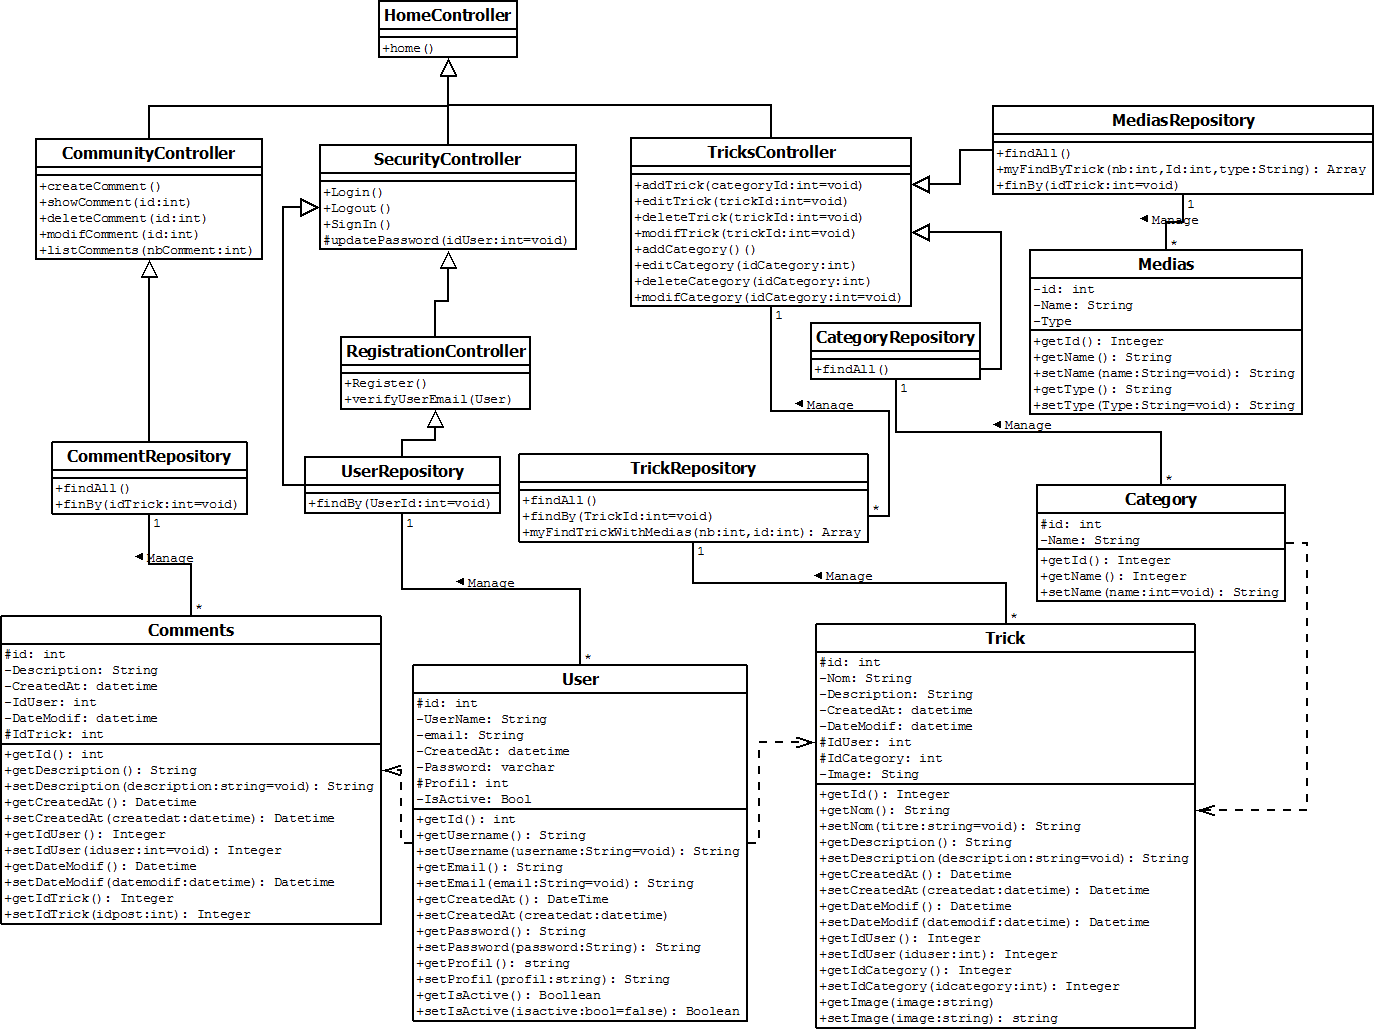 HomeController
+home()
CommunityController
+createComment()
+showComment(id:int)
+deleteComment(id:int)
+modifComment(id:int)
+listComments(nbComment:int)
SecurityController
+Login()
+Logout()
+SignIn()
#updatePassword(idUser:int=void)
TricksController
+addTrick(categoryId:int=void)
+editTrick(trickId:int=void)
+deleteTrick(trickId:int=void)
+modifTrick(trickId:int=void)
+addCategory()()
+editCategory(idCategory:int)
+deleteCategory(idCategory:int)
+modifCategory(idCategory:int=void)
1
MediasRepository
+findAll()
+myFindByTrick(nb:int,Id:int,type:String): Array
+finBy(idTrick:int=void)
1
Manage
*
Medias
-id: int
-Name: String
-Type
+getId(): Integer
+getName(): String
+setName(name:String=void): String
+getType(): String
+setType(Type:String=void): String
RegistrationController
+Register()
+verifyUserEmail(User)
CategoryRepository
+findAll()
1
Manage
Manage
*
*
CommentRepository
+findAll()
+finBy(idTrick:int=void)
1
Manage
*
UserRepository
+findBy(UserId:int=void)
1
Manage
*
TrickRepository
+findAll()
+findBy(TrickId:int=void)
+myFindTrickWithMedias(nb:int,id:int): Array
1
Manage
*
Category
#id: int
-Name: String
+getId(): Integer
+getName(): Integer
+setName(name:int=void): String
Comments
#id: int
-Description: String
-CreatedAt: datetime
-IdUser: int
-DateModif: datetime
#IdTrick: int
+getId(): int
+getDescription(): String
+setDescription(description:string=void): String
+getCreatedAt(): Datetime
+setCreatedAt(createdat:datetime): Datetime
+getIdUser(): Integer
+setIdUser(iduser:int=void): Integer
+getDateModif(): Datetime
+setDateModif(datemodif:datetime): Datetime
+getIdTrick(): Integer
+setIdTrick(idpost:int): Integer
User
#id: int
-UserName: String
-email: String
-CreatedAt: datetime
-Password: varchar
#Profil: int
-IsActive: Bool
+getId(): int
+getUsername(): String
+setUsername(username:String=void): String
+getEmail(): String
+setEmail(email:String=void): String
+getCreatedAt(): DateTime
+setCreatedAt(createdat:datetime)
+getPassword(): String
+setPassword(password:String): String
+getProfil(): string
+setProfil(profil:string): String
+getIsActive(): Boollean
+setIsActive(isactive:bool=false): Boolean
Trick
#id: int
-Nom: String
-Description: String
-CreatedAt: datetime
-DateModif: datetime
#IdUser: int
#IdCategory: int
-Image: Sting
+getId(): Integer
+getNom(): String
+setNom(titre:string=void): String
+getDescription(): String
+setDescription(description:string=void): String
+getCreatedAt(): Datetime
+setCreatedAt(createdat:datetime): Datetime
+getDateModif(): Datetime
+setDateModif(datemodif:datetime): Datetime
+getIdUser(): Integer
+setIdUser(iduser:int): Integer
+getIdCategory(): Integer
+setIdCategory(idcategory:int): Integer
+getImage(image:string)
+setImage(image:string): string